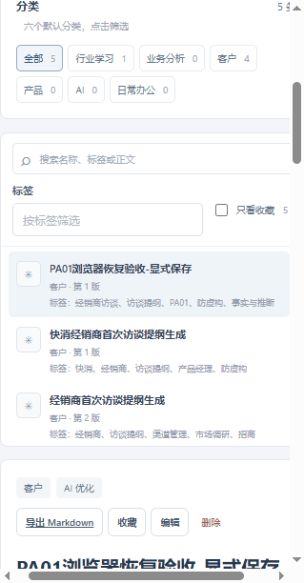 分类
5
六个默认分类，点击筛选
全部 5
行业学习 1
业务分析 0
客户 4
产品 0
AI 0
日常办公 0
搜索名称、标签或正文
标签
按标签筛选
只看收藏 5
PA01浏览器恢复验收-显式保存
客户 · 第 1 版
标签：经销商访谈、访谈提纲、PA01、防虚构、事实与推断
快消经销商首次访谈提纲生成
客户 · 第 1 版
标签：快消、经销商、访谈提纲、产品经理、防虚构
经销商首次访谈提纲生成
客户 · 第 2 版
标签：经销商、访谈提纲、渠道管理、市场调研、招商
客户
AI 优化
导出 Markdown
收藏
编辑
删除
PA01浏览器恢复验收-显式保存